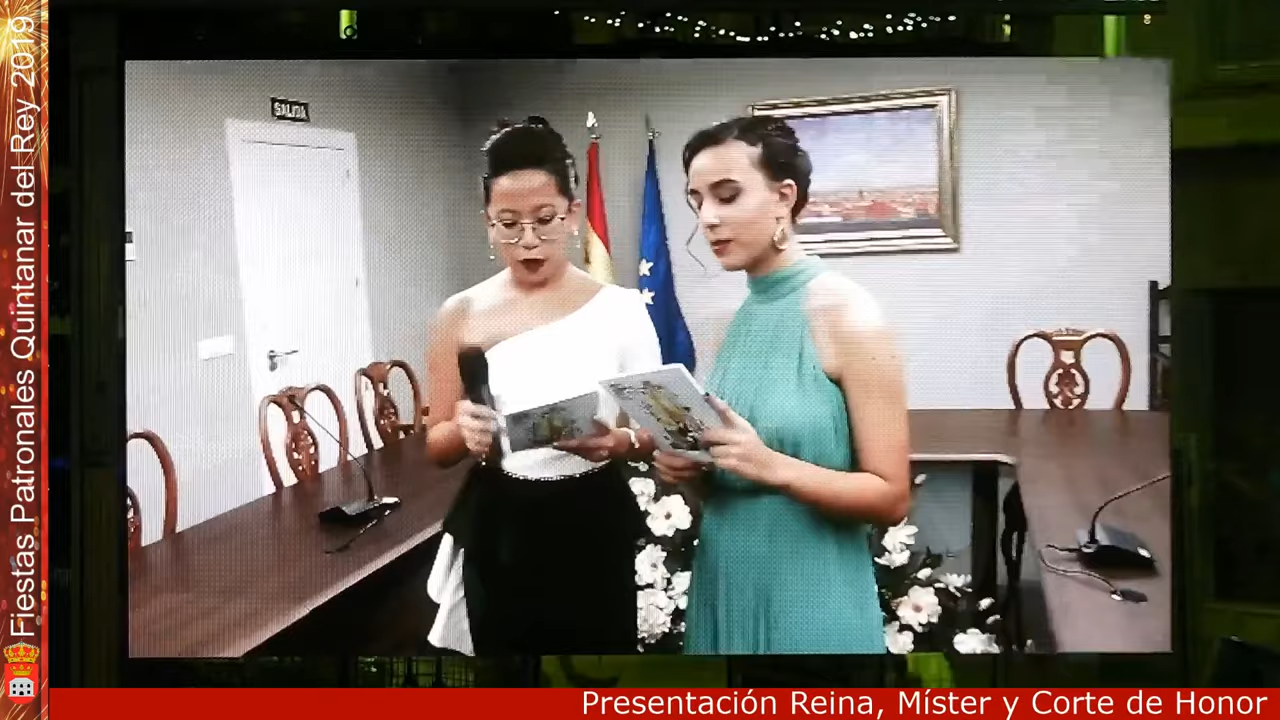 Fiestas Patronales Quintanar del Rey 2019
SALIDA
Presentación Reina, Míster y Corte de Honor